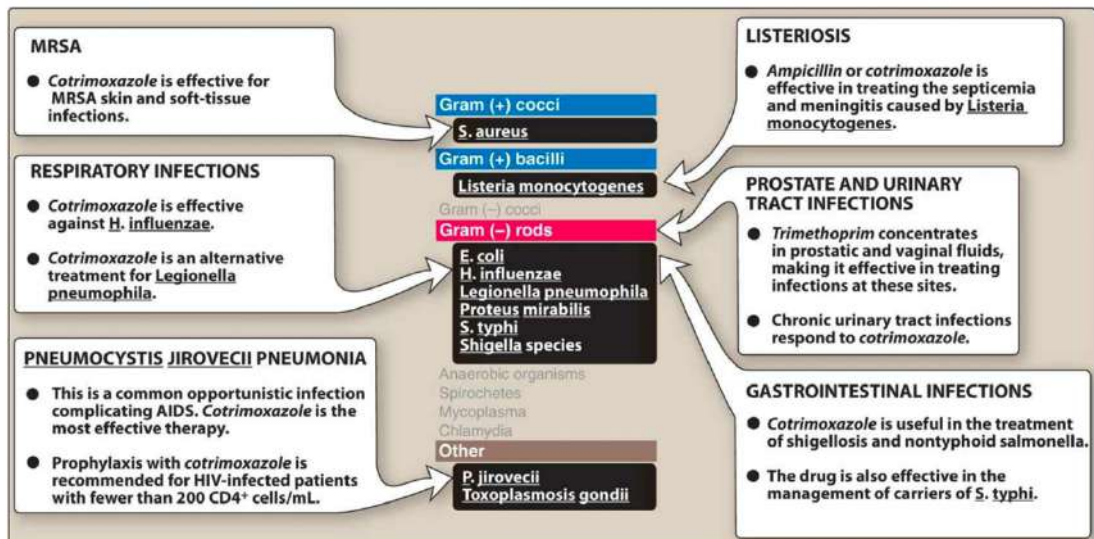 MRSA
● Cotrimoxazole is effective for
MRSA skin and soft-tissue
infections.
RESPIRATORY INFECTIONS
● Cotrimoxazole is effective
against H. influenzae.
● Cotrimoxazole is an alternative
treatment for Legionella
pneumophila.
PNEUMOCYSTIS JIROVECII PNEUMONIA
● This is a common opportunistic infection
complicating AIDS. Cotrimoxazole is the
most effective therapy.
● Prophylaxis with cotrimoxazole is
recommended for HIV-infected patients
with fewer than 200 CD4⁺ cells/mL.
Gram (+) cocci
S. aureus
Gram (+) bacilli
Listeria monocytogenes
Gram (–) cocci
Gram (–) rods
E. coli
H. influenzae
Legionella pneumophila
Proteus mirabilis
S. typhi
Shigella species
Anaerobic organisms
Spirochetes
Mycoplasma
Chlamydia
Other
P. jirovecii
Toxoplasmosis gondii
LISTERIOSIS
● Ampicillin or cotrimoxazole is
effective in treating the septicemia
and meningitis caused by Listeria
monocytogenes.
PROSTATE AND URINARY
TRACT INFECTIONS
● Trimethoprim concentrates
in prostatic and vaginal fluids,
making it effective in treating
infections at these sites.
● Chronic urinary tract infections
respond to cotrimoxazole.
GASTROINTESTINAL INFECTIONS
● Cotrimoxazole is useful in the treatment
of shigellosis and nontyphoid salmonella.
● The drug is also effective in the
management of carriers of S. typhi.